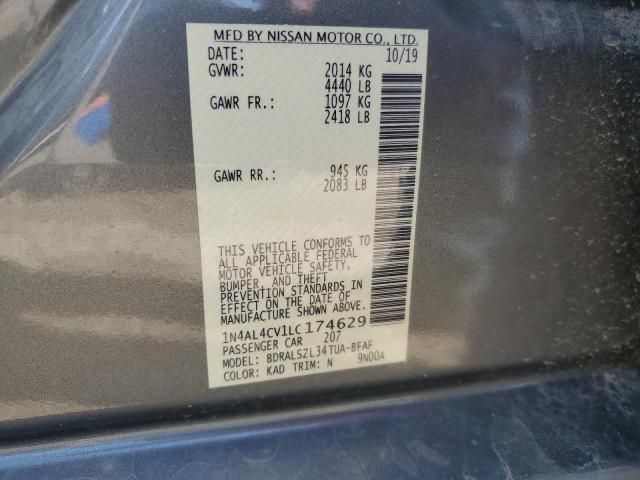 MFD BY NISSAN MOTOR CO., LTD.
DATE: 10/19
GVWR: 2014 KG
4440 LB
GAWR FR.: 1097 KG
2418 LB
GAWR RR.: 945 KG
2083 LB
THIS VEHICLE CONFORMS TO
ALL APPLICABLE FEDERAL
MOTOR VEHICLE SAFETY,
BUMPER, AND THEFT
PREVENTION STANDARDS IN
EFFECT ON THE DATE OF
MANUFACTURE SHOWN ABOVE.
1N4AL4CV1LC174629
PASSENGER CAR 207
MODEL: BDRALSZL34TUA-BFAF
COLOR: KAD TRIM: N 9N00A